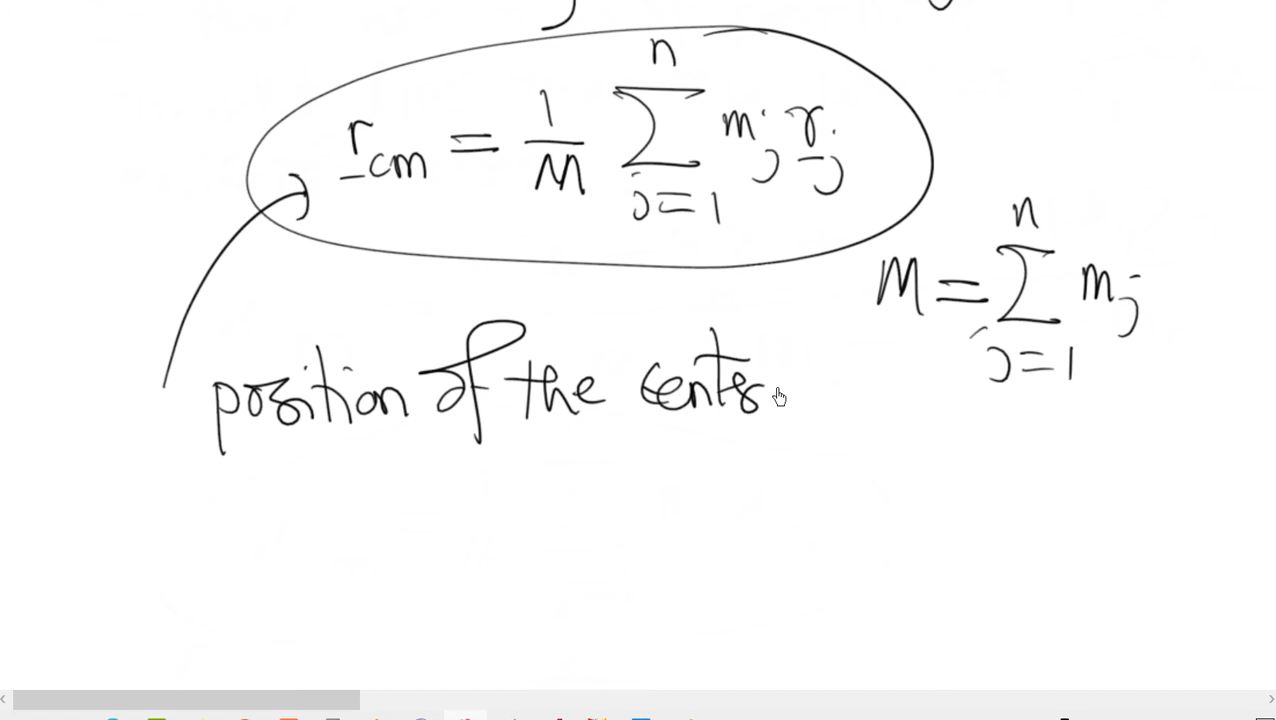 r_cm = 1/M ∑_{j=1}^{n} m_j r_j
M = ∑_{j=1}^{n} m_j
position of the center